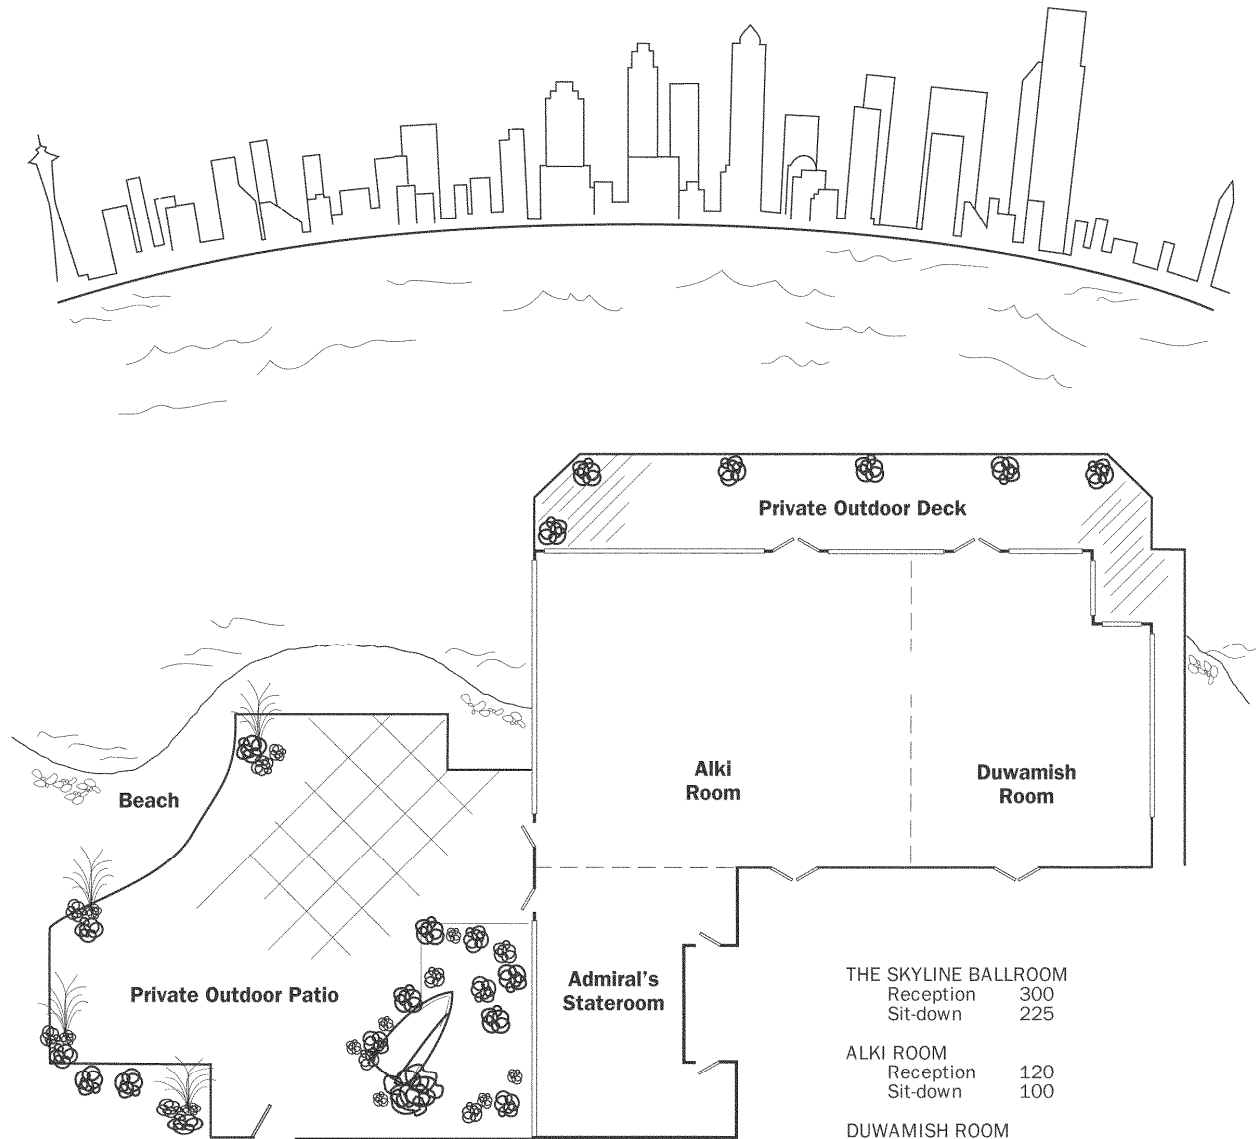 Private Outdoor Deck
Alki
Room
Duwamish
Room
Beach
Private Outdoor Patio
Admiral's
Stateroom
THE SKYLINE BALLROOM
Reception 300
Sit-down 225
ALKI ROOM
Reception 120
Sit-down 100
DUWAMISH ROOM